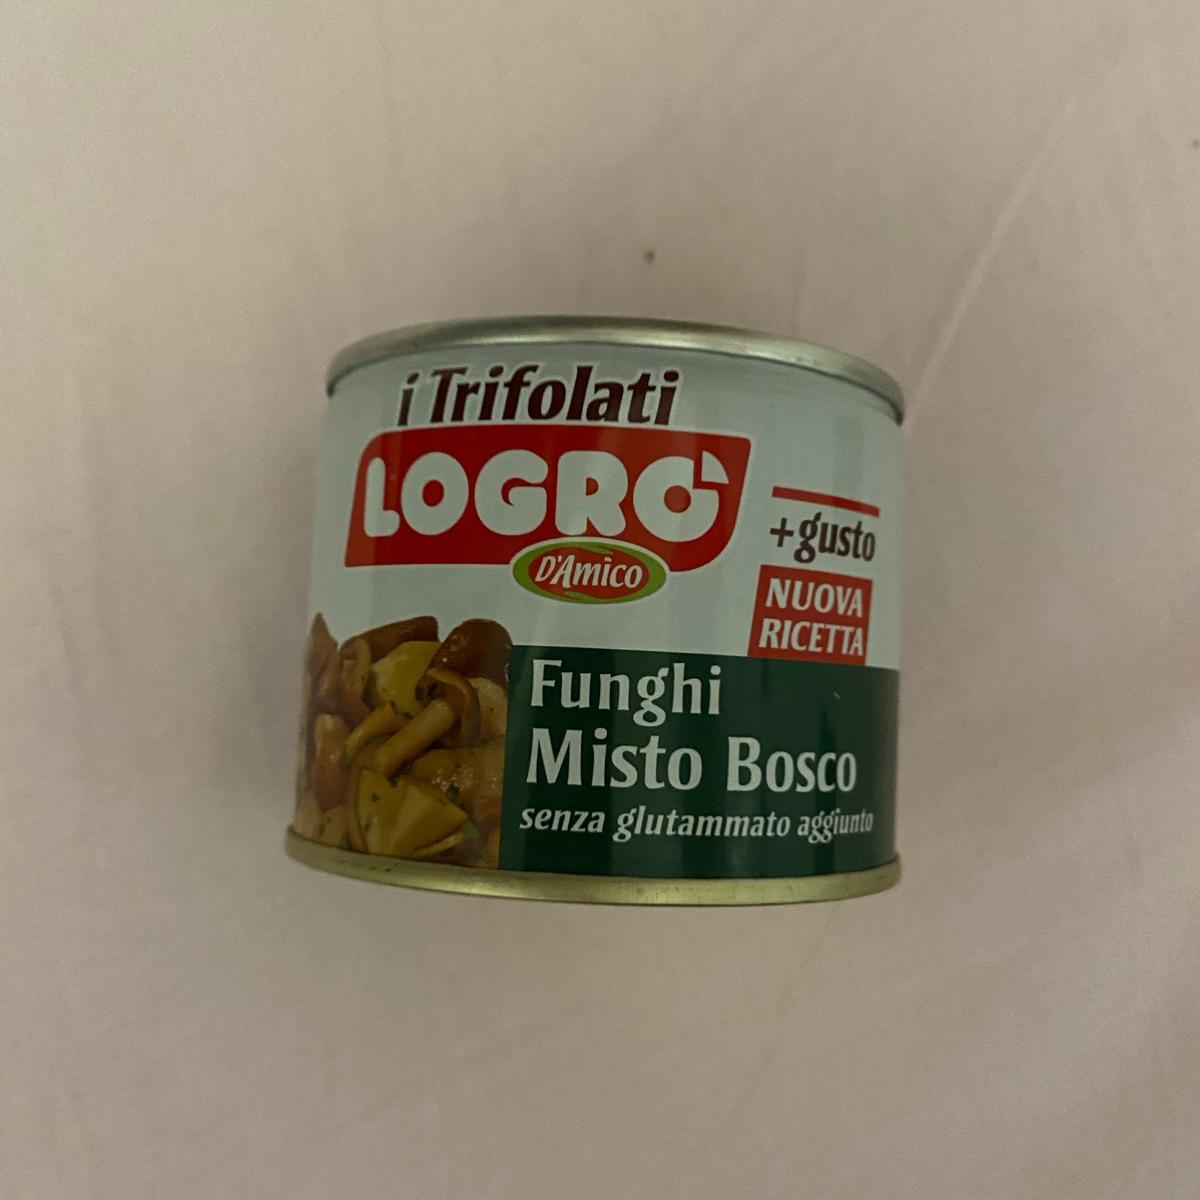 i Trifolati
LOGRÒ
D'Amico
+gusto
NUOVA
RICETTA
Funghi
Misto Bosco
senza glutammato aggiunto